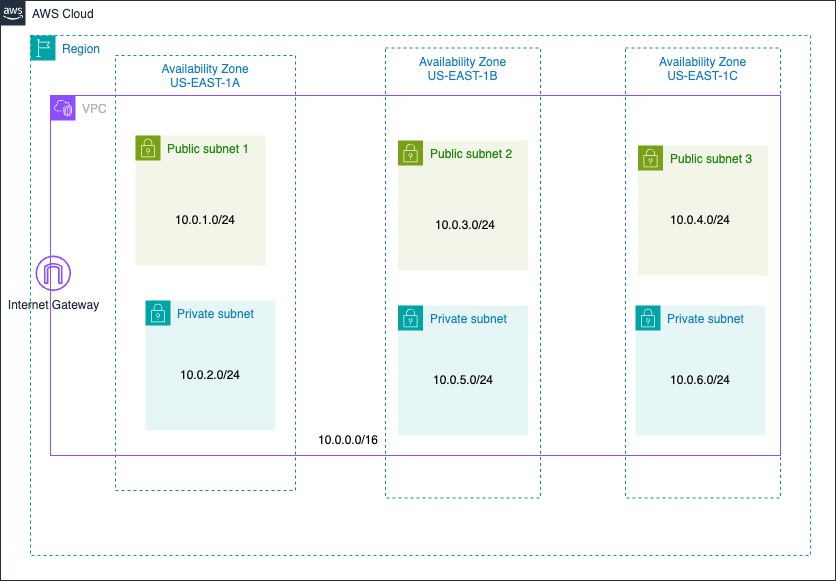 aws
AWS Cloud
Region
Availability Zone
US-EAST-1A
Availability Zone
US-EAST-1B
Availability Zone
US-EAST-1C
VPC
Public subnet 1
Public subnet 2
Public subnet 3
10.0.1.0/24
10.0.3.0/24
10.0.4.0/24
Internet Gateway
Private subnet
Private subnet
Private subnet
10.0.2.0/24
10.0.5.0/24
10.0.6.0/24
10.0.0.0/16